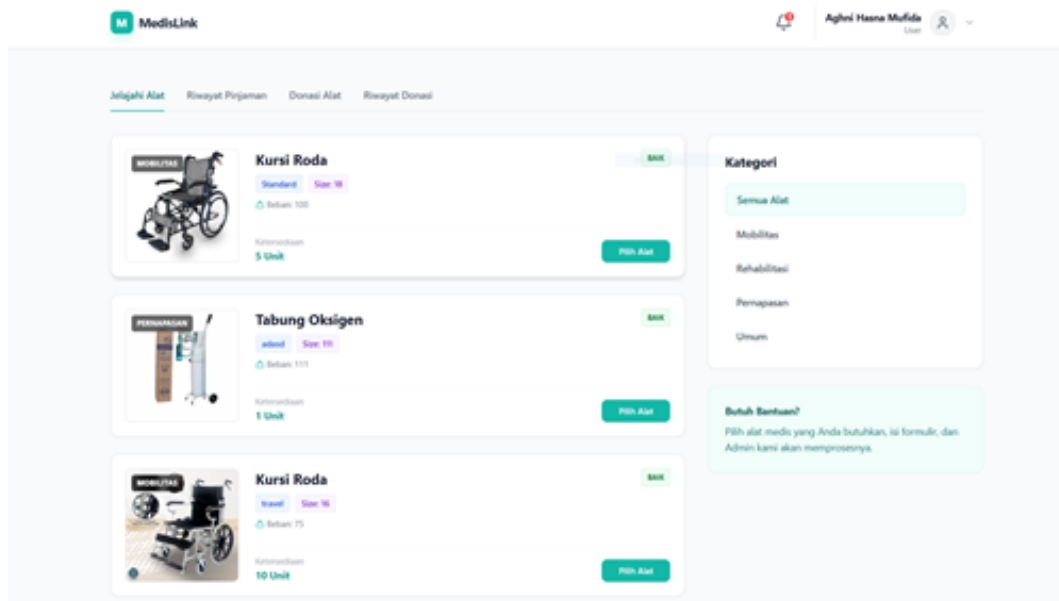 M MedisLink
Aghni Hasna Mufida
User
Jelajahi Alat Riwayat Pinjaman Donasi Alat Riwayat Donasi
MOBILITAS
Kursi Roda
BAIK
Standard Size: 18
Beban: 100
Ketersediaan
5 Unit
Pilih Alat
PERNAPASAN
Tabung Oksigen
BAIK
Size: 111
Beban: 111
Ketersediaan
1 Unit
Pilih Alat
MOBILITAS
Kursi Roda
BAIK
travel Size: 16
Beban: 75
Ketersediaan
10 Unit
Pilih Alat
Kategori
Semua Alat
Mobilitas
Rehabilitasi
Pernapasan
Umum
Butuh Bantuan?
Pilih alat medis yang Anda butuhkan, isi formulir, dan
Admin kami akan memprosesnya.